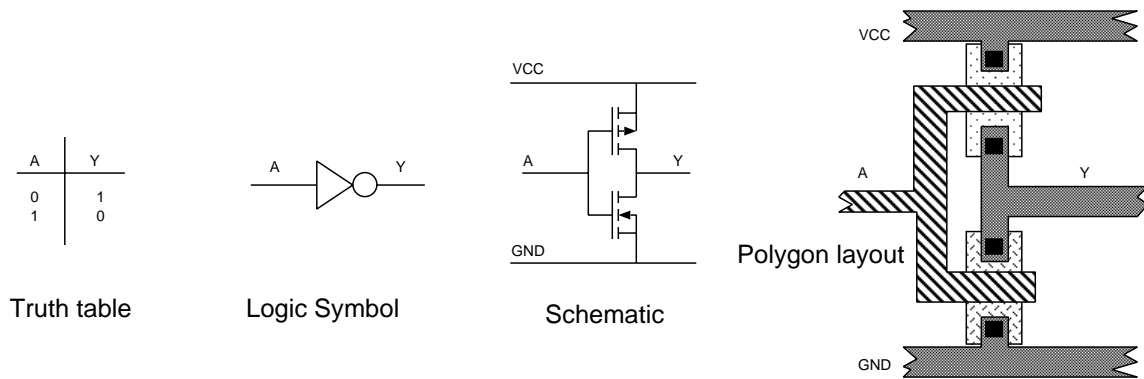 A Y
0 1
1 0
Truth table
A Y
Logic Symbol
VCC
A Y
GND
Schematic
VCC
A Y
Polygon layout
GND